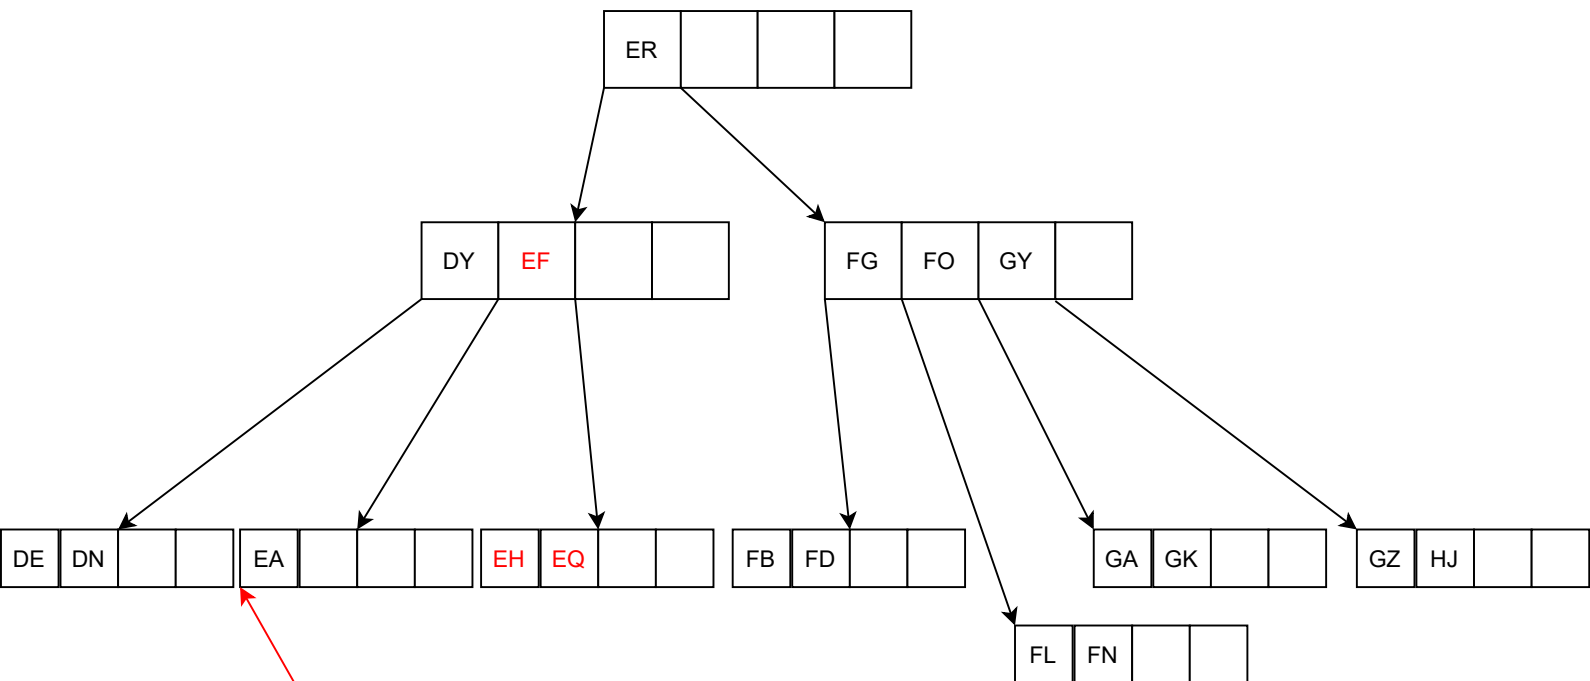 ER
DY EF
FG FO GY
DE DN
EA
EH EQ
FB FD
GA GK
GZ HJ
FL FN